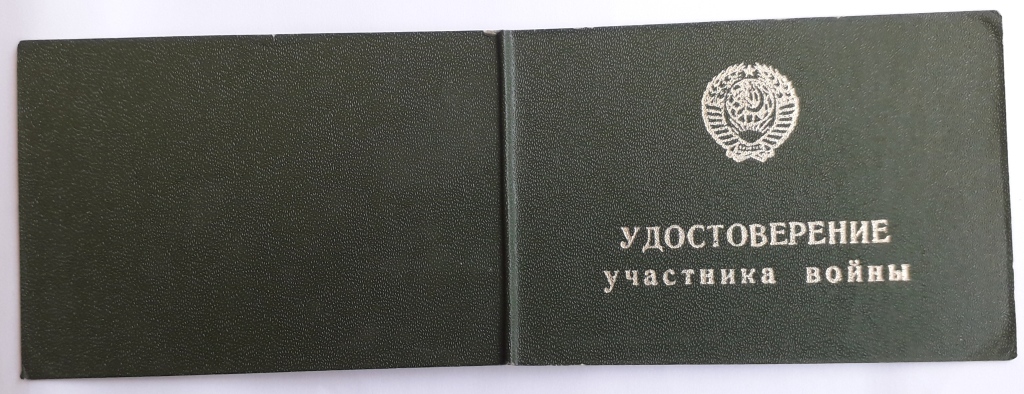 УДОСТОВЕРЕНИЕ
участника войны